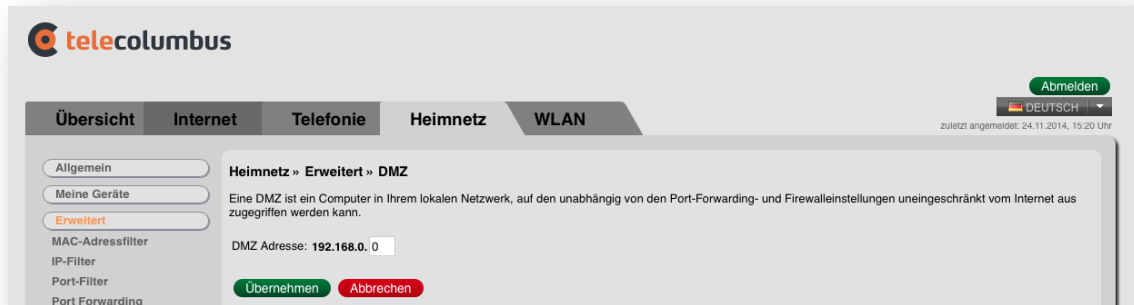 telecolumbus
Abmelden
DEUTSCH
zuletzt angemeldet: 24.11.2014, 15:20 Uhr
Übersicht Internet Telefonie Heimnetz WLAN
Allgemein
Meine Geräte
Erweitert
MAC-Adressfilter
IP-Filter
Port-Filter
Port Forwarding
Heimnetz » Erweitert » DMZ
Eine DMZ ist ein Computer in Ihrem lokalen Netzwerk, auf den unabhängig von den Port-Forwarding- und Firewalleinstellungen uneingeschränkt vom Internet aus
zugegriffen werden kann.
DMZ Adresse: 192.168.0. 0
Übernehmen Abbrechen